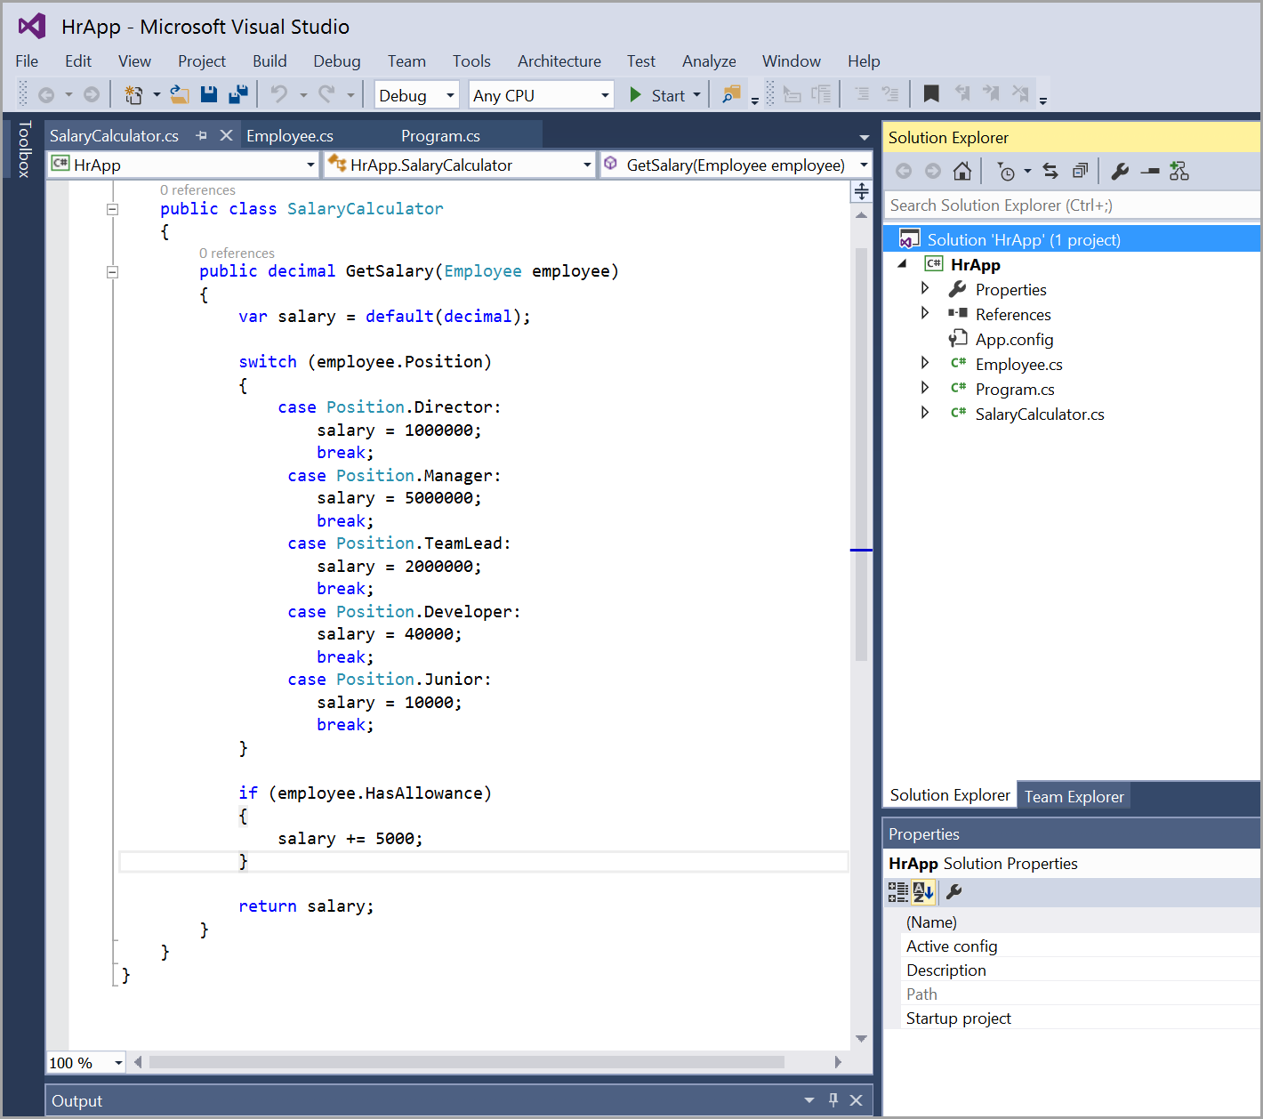 HrApp - Microsoft Visual Studio
File Edit View Project Build Debug Team Tools Architecture Test Analyze Window Help
Debug Any CPU Start
Toolbox
SalaryCalculator.cs Employee.cs Program.cs
C# HrApp HrApp.SalaryCalculator GetSalary(Employee employee)
0 references
public class SalaryCalculator
{
0 references
public decimal GetSalary(Employee employee)
{
var salary = default(decimal);
switch (employee.Position)
{
case Position.Director:
salary = 1000000;
break;
case Position.Manager:
salary = 5000000;
break;
case Position.TeamLead:
salary = 2000000;
break;
case Position.Developer:
salary = 40000;
break;
case Position.Junior:
salary = 10000;
break;
}
if (employee.HasAllowance)
{
salary += 5000;
}
return salary;
}
}
}
100 %
Output
Solution Explorer
Search Solution Explorer (Ctrl+;)
Solution 'HrApp' (1 project)
C# HrApp
Properties
References
App.config
C# Employee.cs
C# Program.cs
C# SalaryCalculator.cs
Solution Explorer Team Explorer
Properties
HrApp Solution Properties
(Name)
Active config
Description
Path
Startup project